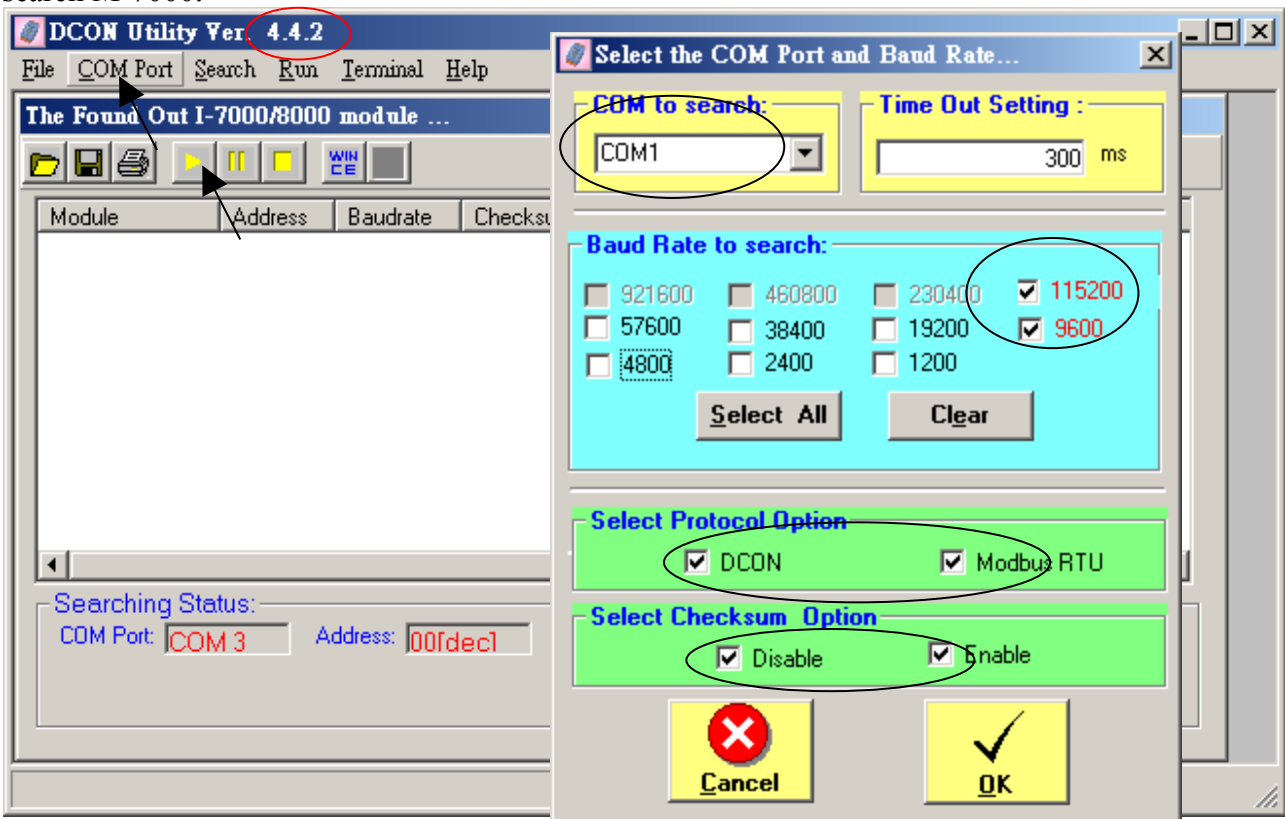 search M-7000.
DCON Utility Ver. 4.4.2
File COM Port Search Run Terminal Help
The Found Out I-7000/8000 module ...
WIN CE
Module Address Baudrate Checksu
Searching Status:
COM Port: COM 3 Address: 00[dec]
Select the COM Port and Baud Rate...
COM to search: Time Out Setting :
COM1 300 ms
Baud Rate to search:
921600 460800 230400 115200
57600 38400 19200 9600
4800 2400 1200
Select All Clear
Select Protocol Option
DCON Modbus RTU
Select Checksum Option
Disable Enable
Cancel OK